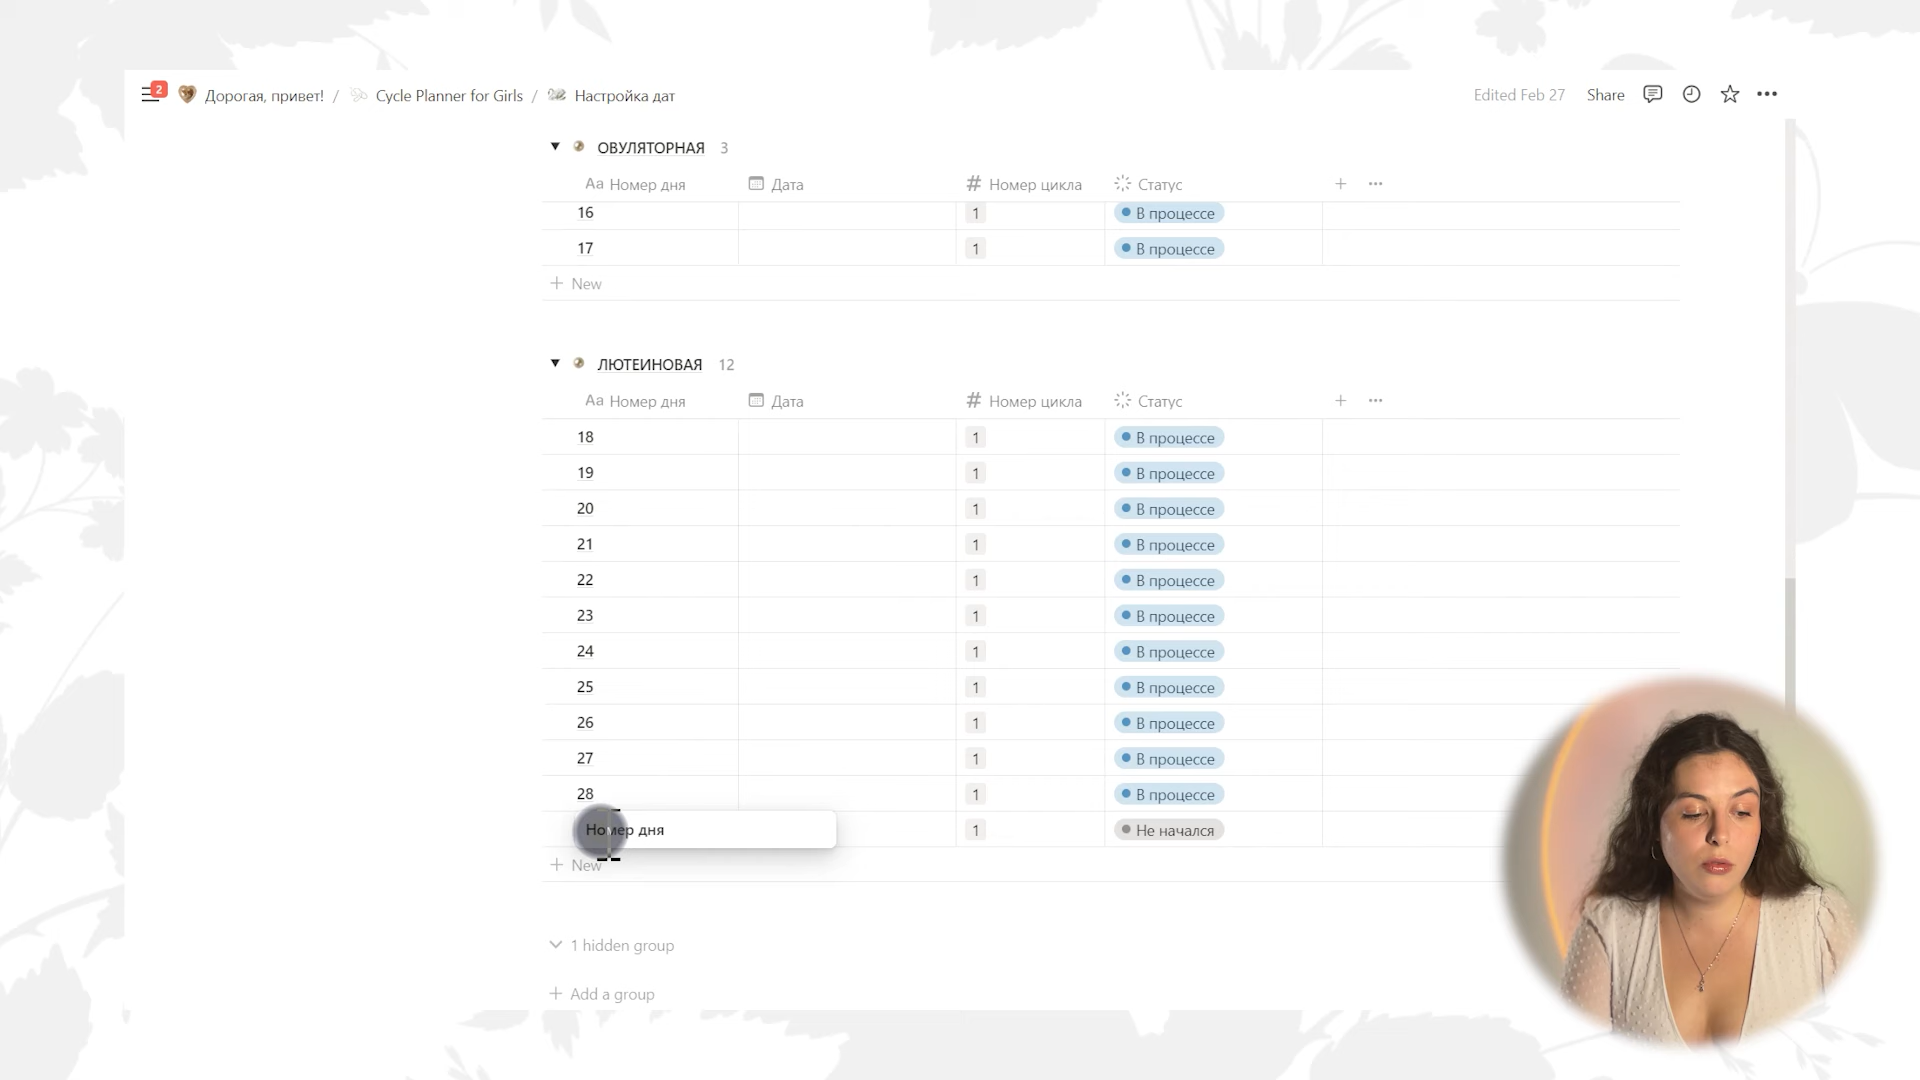 2 Дорогая, привет! / Cycle Planner for Girls / Настройка дат Edited Feb 27 Share
ОВУЛЯТОРНАЯ 3
Aa Номер дня Дата # Номер цикла Статус
16 1 В процессе
17 1 В процессе
+ New
ЛЮТЕИНОВАЯ 12
Aa Номер дня Дата # Номер цикла Статус
18 1 В процессе
19 1 В процессе
20 1 В процессе
21 1 В процессе
22 1 В процессе
23 1 В процессе
24 1 В процессе
25 1 В процессе
26 1 В процессе
27 1 В процессе
28 1 В процессе
Номер дня 1 Не начался
+ New
1 hidden group
+ Add a group